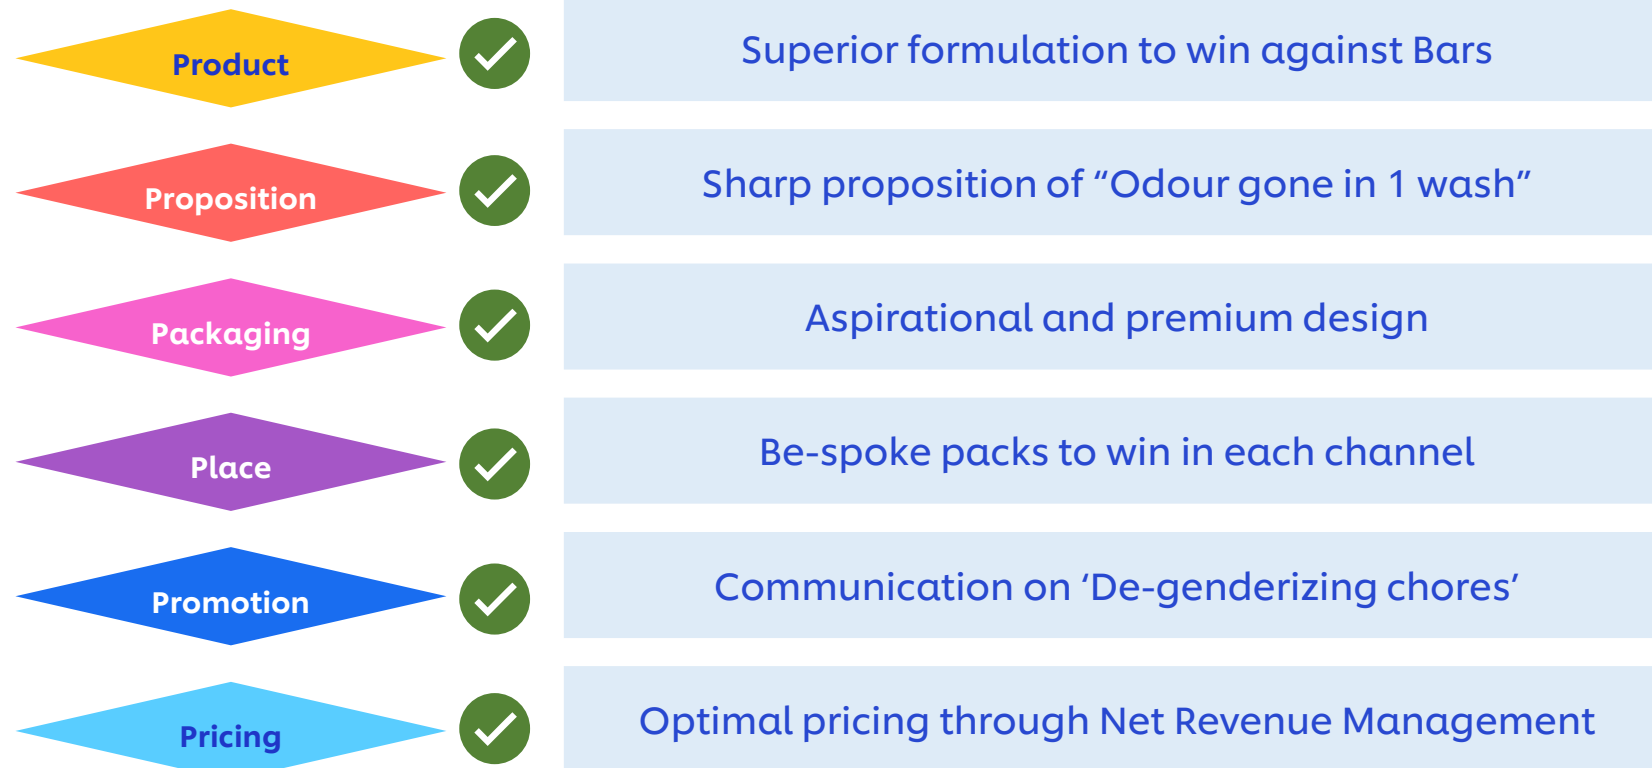 Product
Superior formulation to win against Bars
Proposition
Sharp proposition of “Odour gone in 1 wash”
Packaging
Aspirational and premium design
Place
Be-spoke packs to win in each channel
Promotion
Communication on ‘De-genderizing chores’
Pricing
Optimal pricing through Net Revenue Management